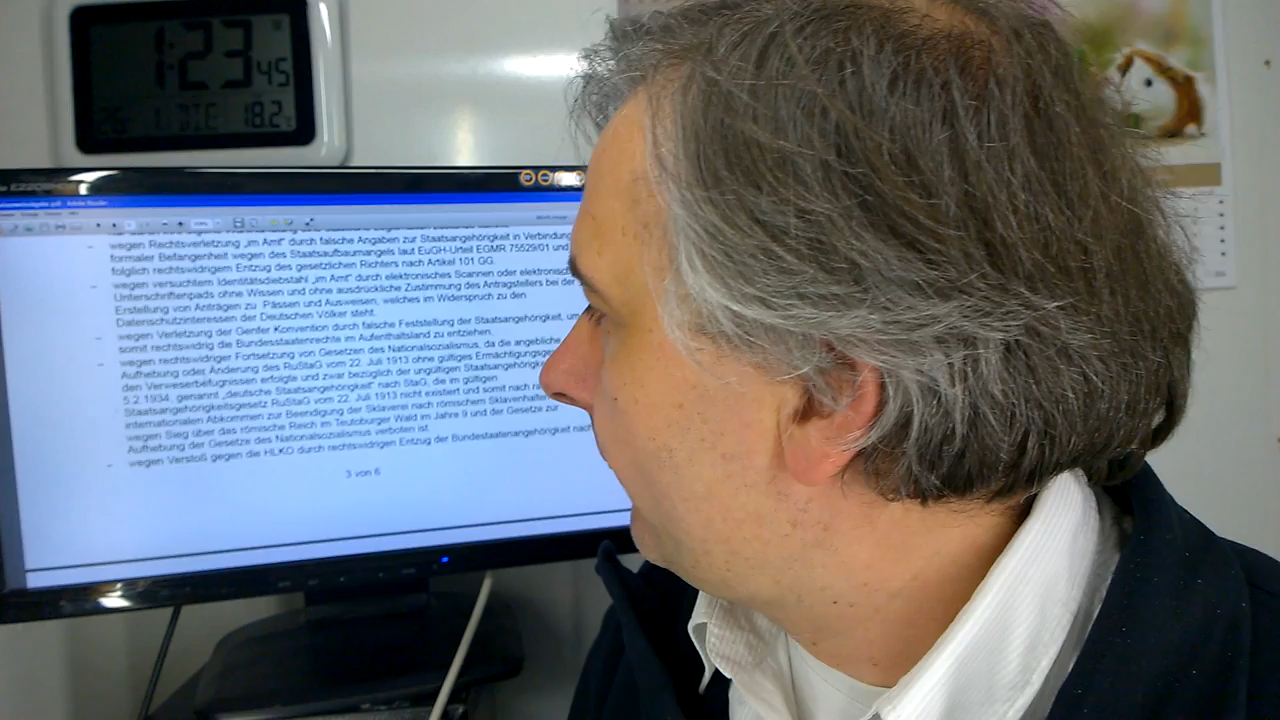 1:23 45
26. 1. DIE 18.2°C
Adobe Reader
wegen Rechtsverletzung „im Amt“ durch falsche Angaben zur Staatsangehörigkeit in Verbindung
formaler Befangenheit wegen des Staatsaufbaumangels laut EuGH-Urteil EGMR 75529/01 und
folglich rechtswidrigem Entzug des gesetzlichen Richters nach Artikel 101 GG.
- wegen versuchtem Identitätsdiebstahl „im Amt“ durch elektronisches Scannen oder
Unterschriftenpads ohne Wissen und ohne ausdrückliche Zustimmung des Antragstellers bei der
Erstellung von Anträgen zu Pässen und Ausweisen, welches im Widerspruch zu den
Datenschutzinteressen der Deutschen Völker steht.
- wegen Verletzung der Genfer Konvention durch falsche Feststellung der Staatsangehörigkeit,
somit rechtswidrig die Bundesstaatenrechte im Aufenthaltsland zu entziehen.
- wegen rechtswidriger Fortsetzung von Gesetzen des Nationalsozialismus, da die angebliche
Aufhebung oder Änderung des RuStaG vom 22. Juli 1913 ohne gültiges
den Verweserbefugnissen erfolgte und zwar bezüglich der ungültigen
5.2.1934, genannt „deutsche Staatsangehörigkeit“ nach StaG, die im gültigen
Staatsangehörigkeitsgesetz RuStaG vom 22. Juli 1913 nicht existiert und somit nach
internationalen Abkommen zur Beendigung der Sklaverei nach römischem
wegen Sieg über das römische Reich im Teutoburger Wald im Jahre 9 und der Gesetze zur
Aufhebung der Gesetze des Nationalsozialismus verboten ist.
- wegen Verstoß gegen die HLKO durch rechtswidrigen Entzug der Bundestaatenangehörigkeit nach
3 von 6